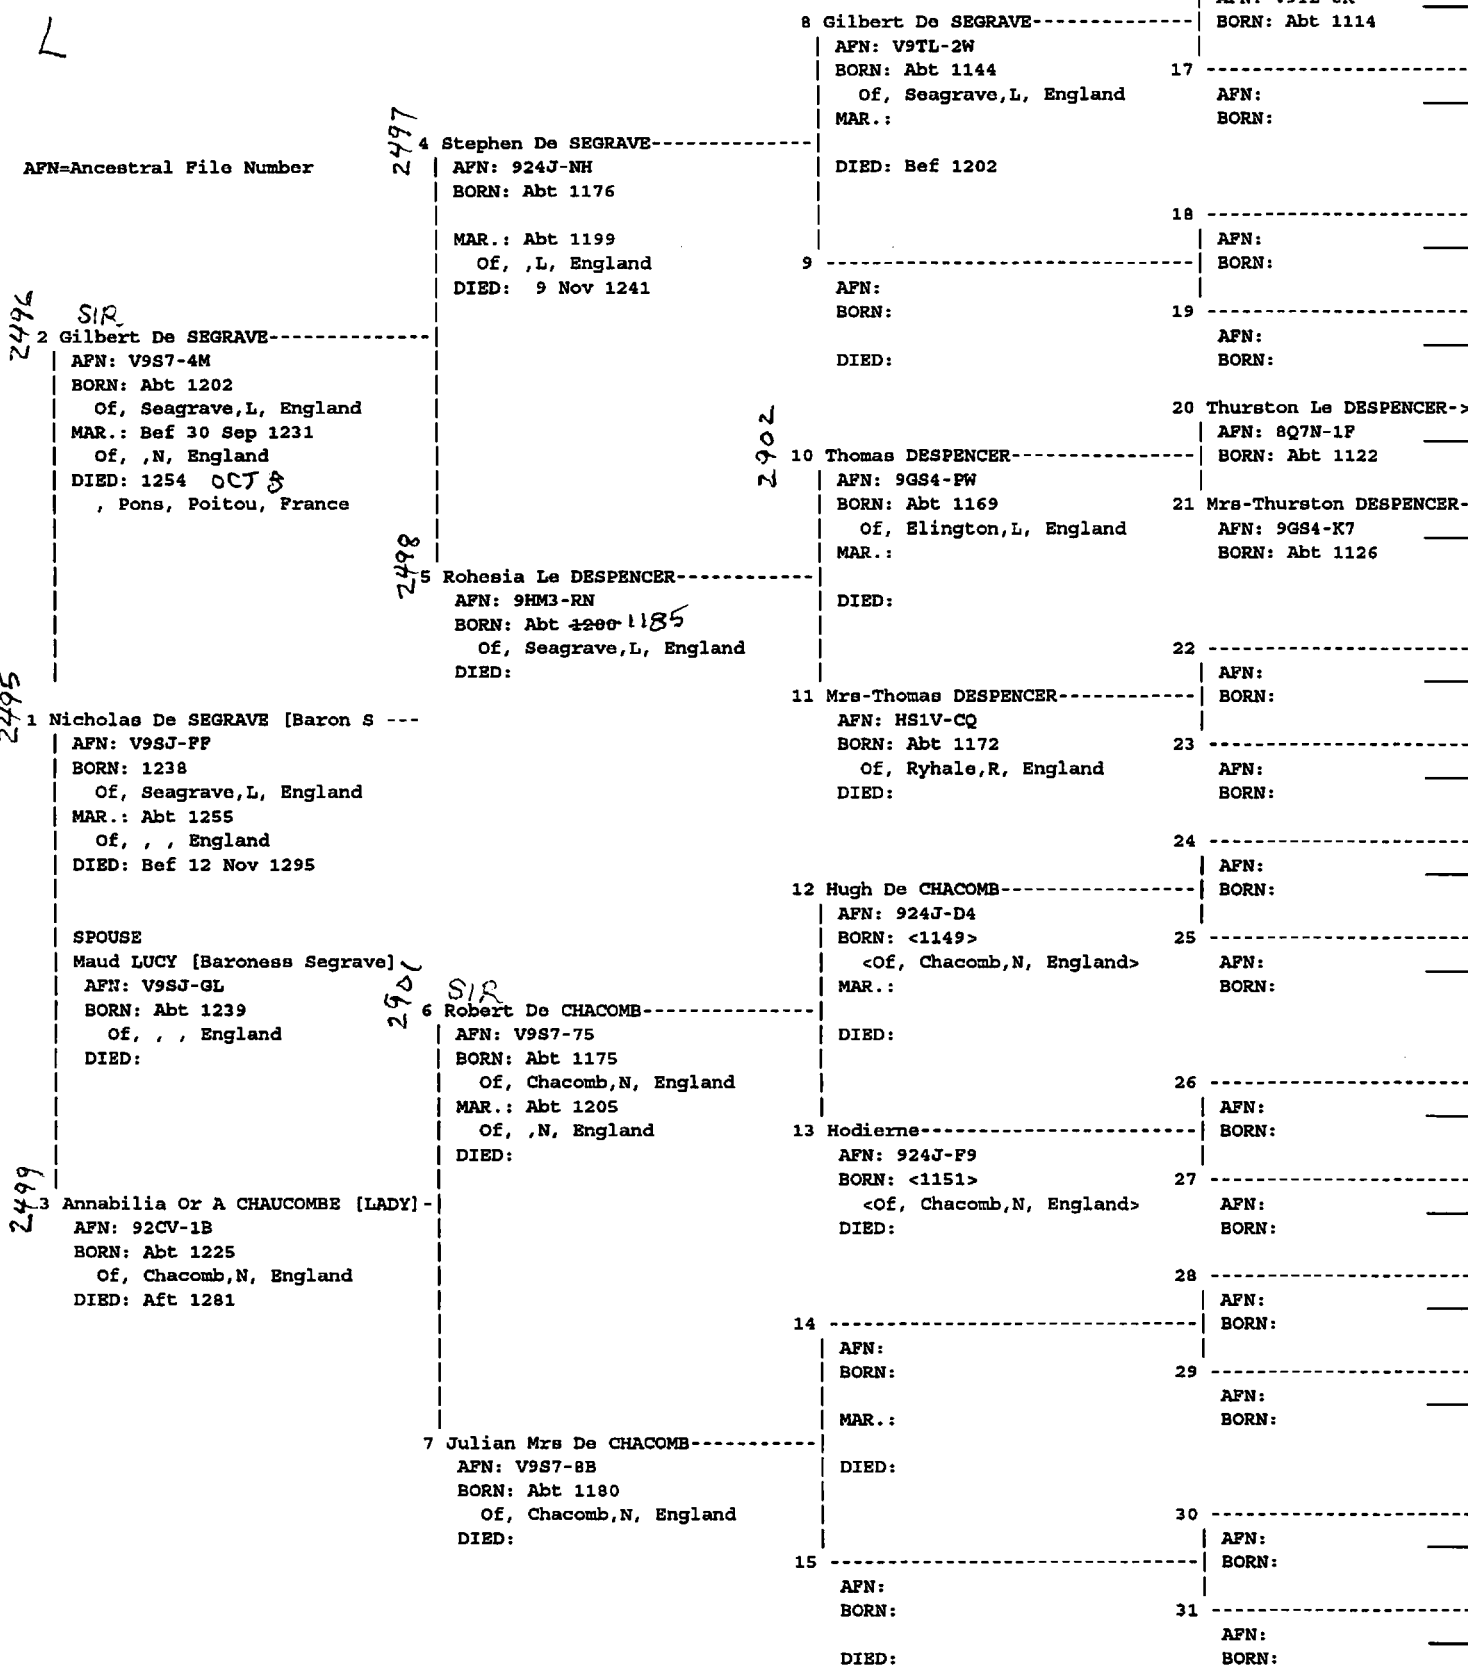 L
AFN=Ancestral File Number
2495
1 Nicholas De SEGRAVE [Baron S ---
AFN: V9SJ-FF
BORN: 1238
Of, Seagrave,L, England
MAR.: Abt 1255
Of, , , England
DIED: Bef 12 Nov 1295
SPOUSE
Maud LUCY [Baroness Segrave]
AFN: V9SJ-GL
BORN: Abt 1239
Of, , , England
DIED:
2496
SIR
2 Gilbert De SEGRAVE--------------
AFN: V9S7-4M
BORN: Abt 1202
Of, Seagrave,L, England
MAR.: Bef 30 Sep 1231
Of, ,N, England
DIED: 1254 OCT 8
, Pons, Poitou, France
2499
3 Annabilia Or A CHAUCOMBE [LADY]-
AFN: 92CV-1B
BORN: Abt 1225
Of, Chacomb,N, England
DIED: Aft 1281
2497
4 Stephen De SEGRAVE--------------
AFN: 924J-NH
BORN: Abt 1176
MAR.: Abt 1199
Of, ,L, England
DIED: 9 Nov 1241
2498
5 Rohesia Le DESPENCER------------
AFN: 9HM3-RN
BORN: Abt 1200 1185
Of, Seagrave,L, England
DIED:
2901
SIR
6 Robert De CHACOMB---------------
AFN: V9S7-75
BORN: Abt 1175
Of, Chacomb,N, England
MAR.: Abt 1205
Of, ,N, England
DIED:
7 Julian Mrs De CHACOMB-----------
AFN: V9S7-8B
BORN: Abt 1180
Of, Chacomb,N, England
DIED:
8 Gilbert De SEGRAVE--------------
AFN: V9TL-2W
BORN: Abt 1144
Of, Seagrave,L, England
MAR.:
DIED: Bef 1202
9 --------------------------------
AFN:
BORN:
DIED:
2902
10 Thomas DESPENCER----------------
AFN: 9GS4-PW
BORN: Abt 1169
Of, Elington,L, England
MAR.:
DIED:
11 Mrs-Thomas DESPENCER------------
AFN: HS1V-CQ
BORN: Abt 1172
Of, Ryhale,R, England
DIED:
12 Hugh De CHACOMB-----------------
AFN: 924J-D4
BORN: <1149>
<Of, Chacomb,N, England>
MAR.:
DIED:
13 Hodierne------------------------
AFN: 924J-F9
BORN: <1151>
<Of, Chacomb,N, England>
DIED:
14 --------------------------------
AFN:
BORN:
MAR.:
DIED:
15 --------------------------------
AFN:
BORN:
DIED:
BORN: Abt 1114
17 -----------------------
AFN:
BORN:
18 -----------------------
AFN:
BORN:
19 -----------------------
AFN:
BORN:
20 Thurston Le DESPENCER->
AFN: 8Q7N-1F
BORN: Abt 1122
21 Mrs-Thurston DESPENCER-
AFN: 9GS4-K7
BORN: Abt 1126
22 -----------------------
AFN:
BORN:
23 -----------------------
AFN:
BORN:
24 -----------------------
AFN:
BORN:
25 -----------------------
AFN:
BORN:
26 -----------------------
AFN:
BORN:
27 -----------------------
AFN:
BORN:
28 -----------------------
AFN:
BORN:
29 -----------------------
AFN:
BORN:
30 -----------------------
AFN:
BORN:
31 -----------------------
AFN:
BORN: